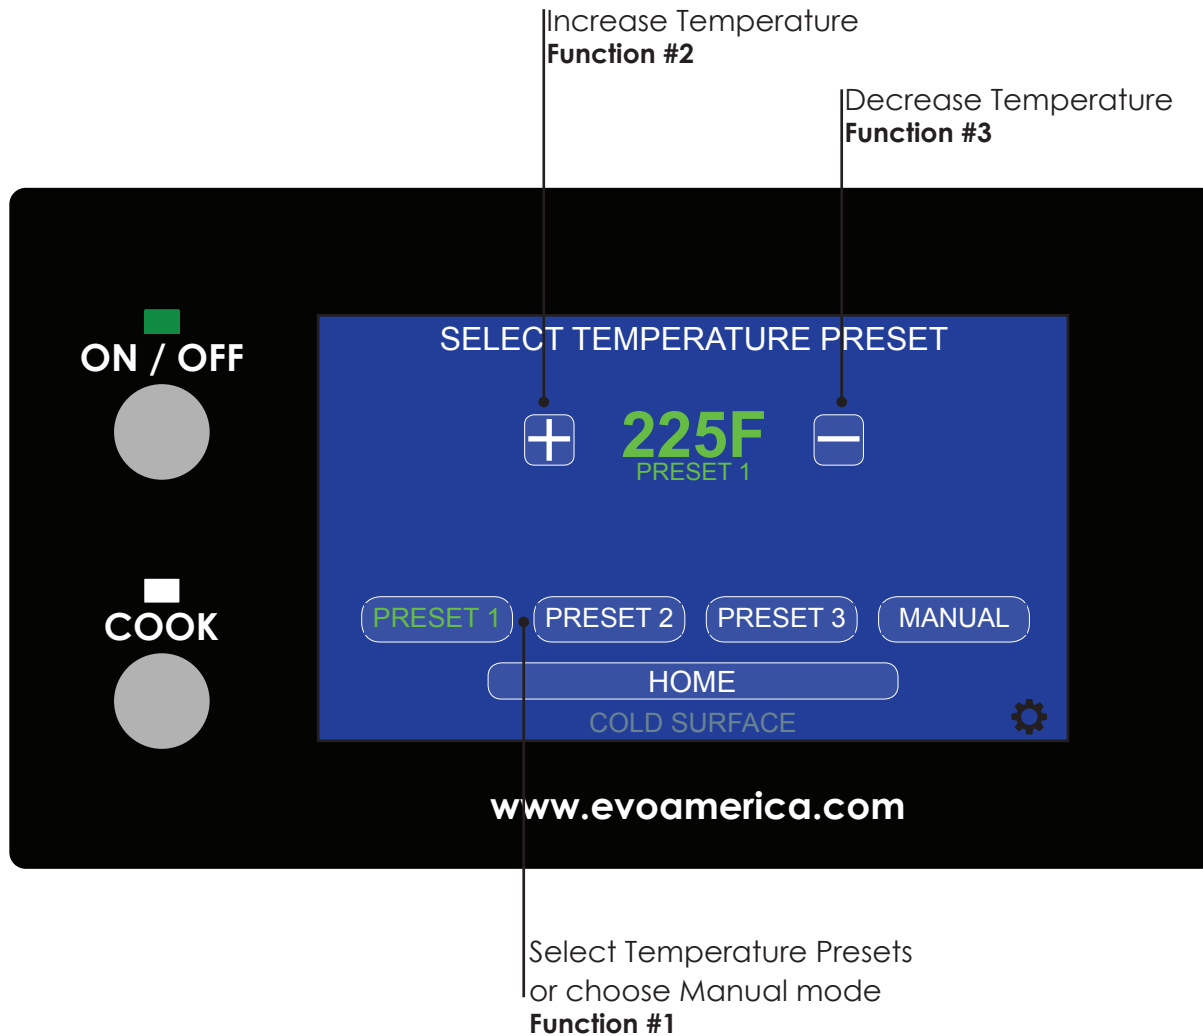 Increase Temperature
Function #2
Decrease Temperature
Function #3
ON / OFF
SELECT TEMPERATURE PRESET
225F
PRESET 1
COOK
PRESET 1 PRESET 2 PRESET 3 MANUAL
HOME
COLD SURFACE
www.evoamerica.com
Select Temperature Presets
or choose Manual mode
Function #1